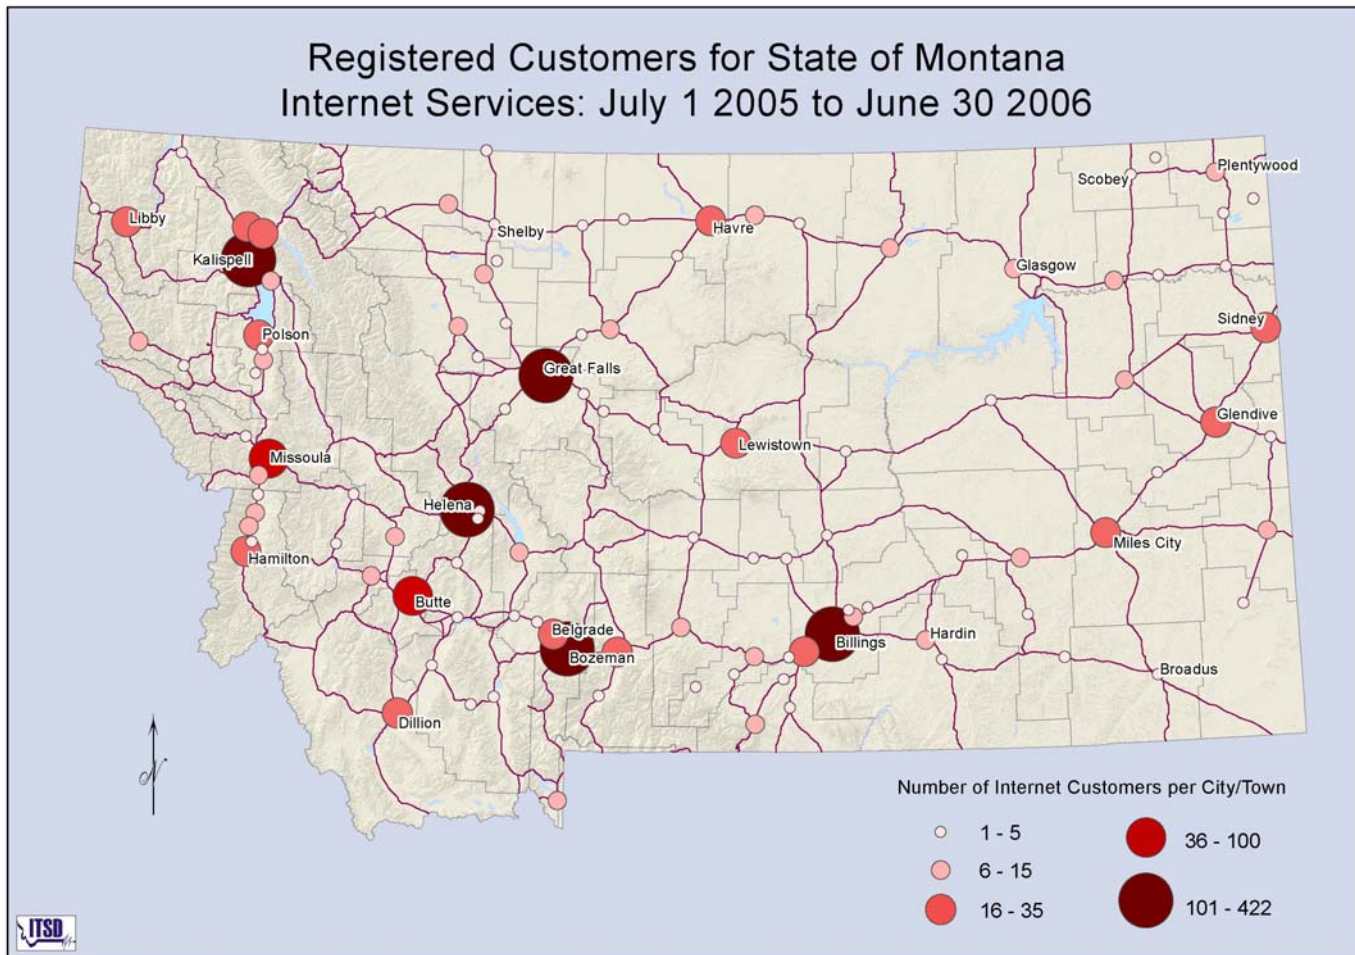 Registered Customers for State of Montana
Internet Services: July 1 2005 to June 30 2006
Plentywood
Scobey
Libby
Shelby
Havre
Kalispell
Glasgow
Sidney
Polson
Great Falls
Glendive
Lewistown
Missoula
Helena
Miles City
Hamilton
Butte
Belgrade
Hardin
Billings
Bozeman
Broadus
Dillion
N
Number of Internet Customers per City/Town
1 - 5
36 - 100
6 - 15
16 - 35
101 - 422
ITSD